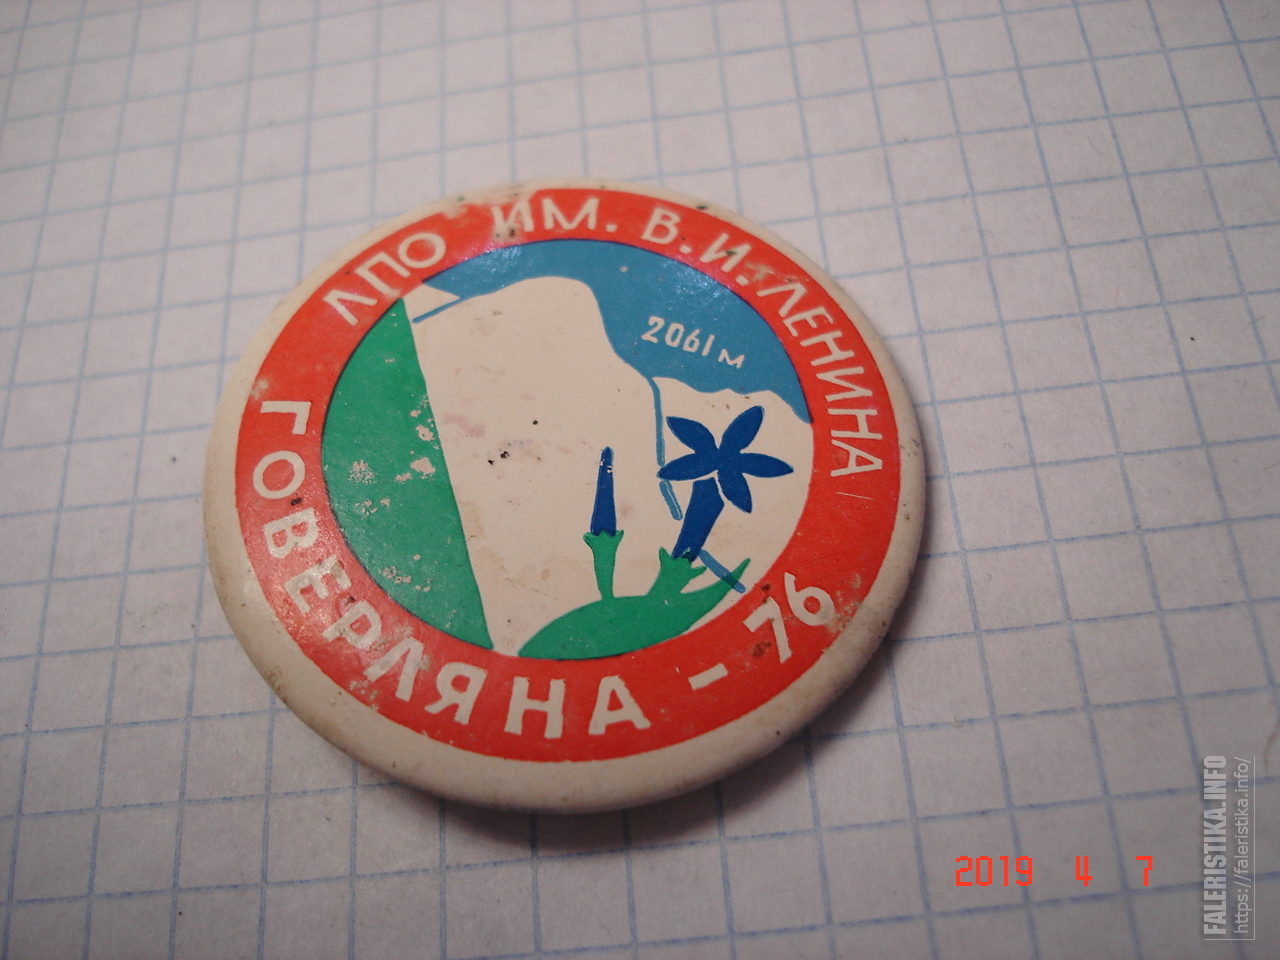 ЛПО ИМ. В.И. ЛЕНИНА
2061 м
ГОВЕРЛЯНА - 76
2019 4 7
FALERISTIKA.INFO
https://faleristika.info/